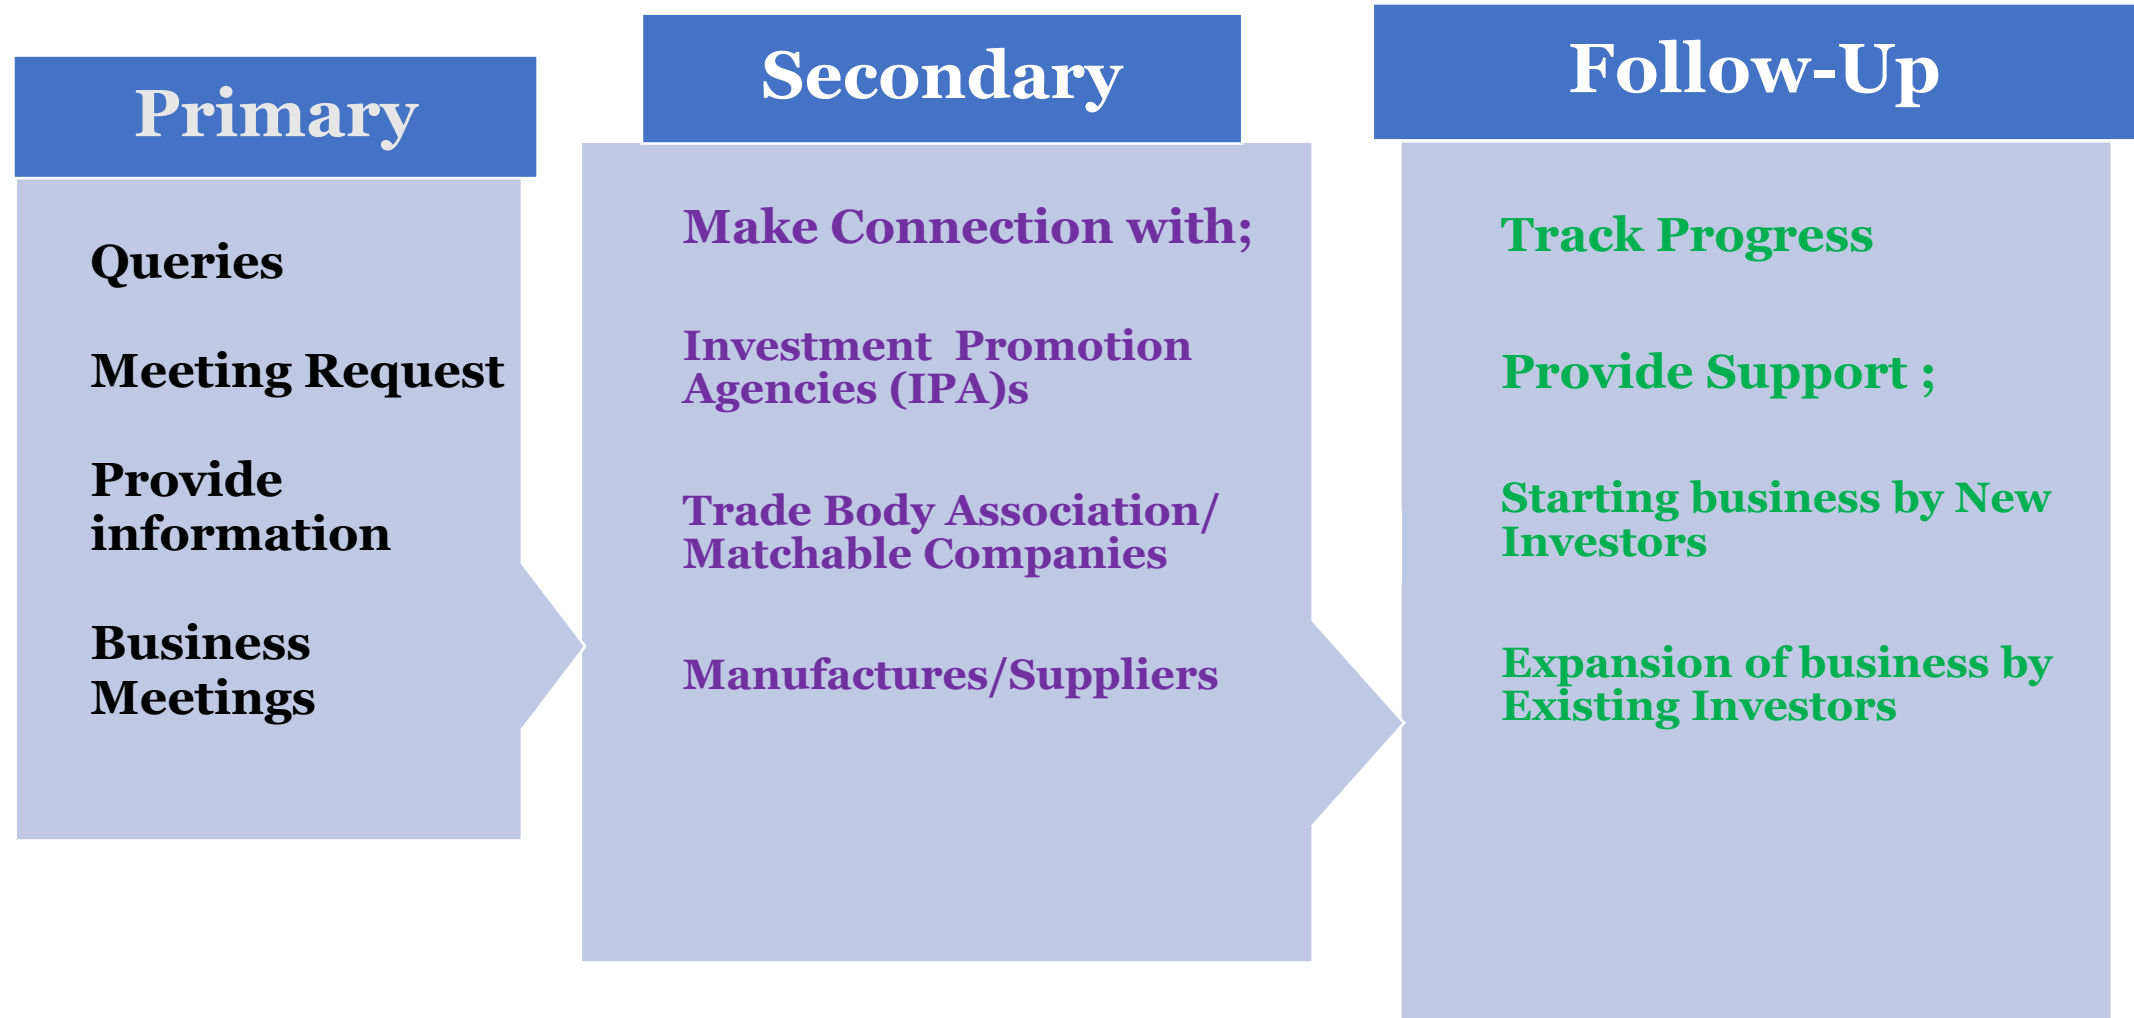 Primary
Queries
Meeting Request
Provide
information
Business
Meetings
Secondary
Make Connection with;
Investment  Promotion
Agencies (IPA)s
Trade Body Association/
Matchable Companies
Manufactures/Suppliers
Follow-Up
Track Progress
Provide Support ;
Starting business by New
Investors
Expansion of business by
Existing Investors